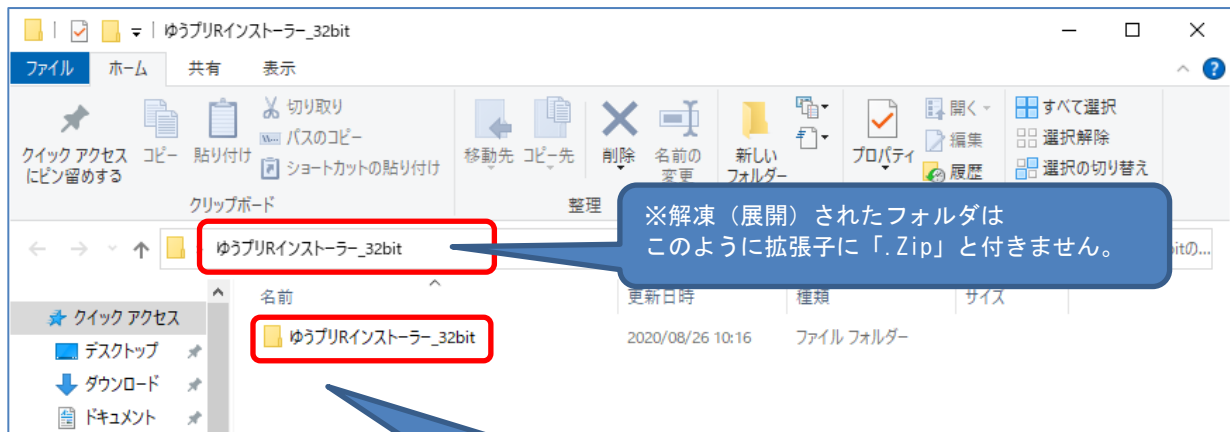 ゆうプリRインストーラー_32bit
ファイル ホーム 共有 表示
クイック アクセス
にピン留めする
コピー
貼り付け
切り取り
パスのコピー
ショートカットの貼り付け
クリップボード
移動先
コピー先
削除
名前の
変更
整理
新しい
フォルダー
プロパティ
開く
編集
履歴
すべて選択
選択解除
選択の切り替え
※解凍（展開）されたフォルダは
このように拡張子に「.Zip」と付きません。
ゆうプリRインストーラー_32bit
bitの...
名前 更新日時 種類 サイズ
ゆうプリRインストーラー_32bit 2020/08/26 10:16 ファイル フォルダー
クイック アクセス
デスクトップ
ダウンロード
ドキュメント